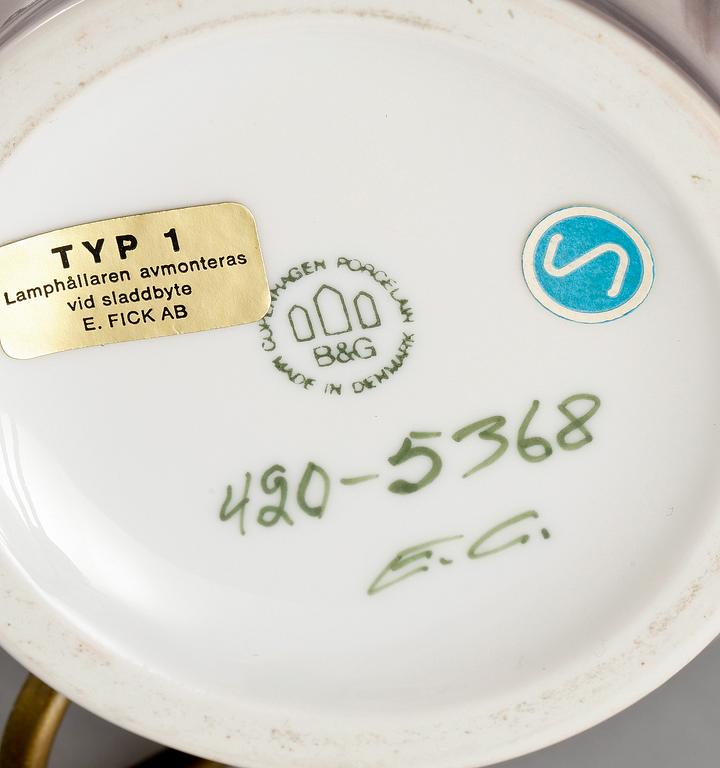 TYP 1
Lamphållaren avmonteras
vid sladdbyte
E. FICK AB
COPENHAGEN PORCELAIN
B&G
MADE IN DENMARK
S
420-5368
E.C.